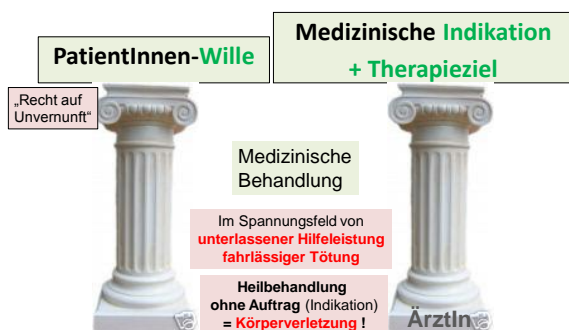 PatientInnen-Wille
Medizinische Indikation
+ Therapieziel
„Recht auf
Unvernunft“
Medizinische
Behandlung
Im Spannungsfeld von
unterlassener Hilfeleistung
fahrlässiger Tötung
Heilbehandlung
ohne Auftrag (Indikation)
= Körperverletzung !
ÄrztIn